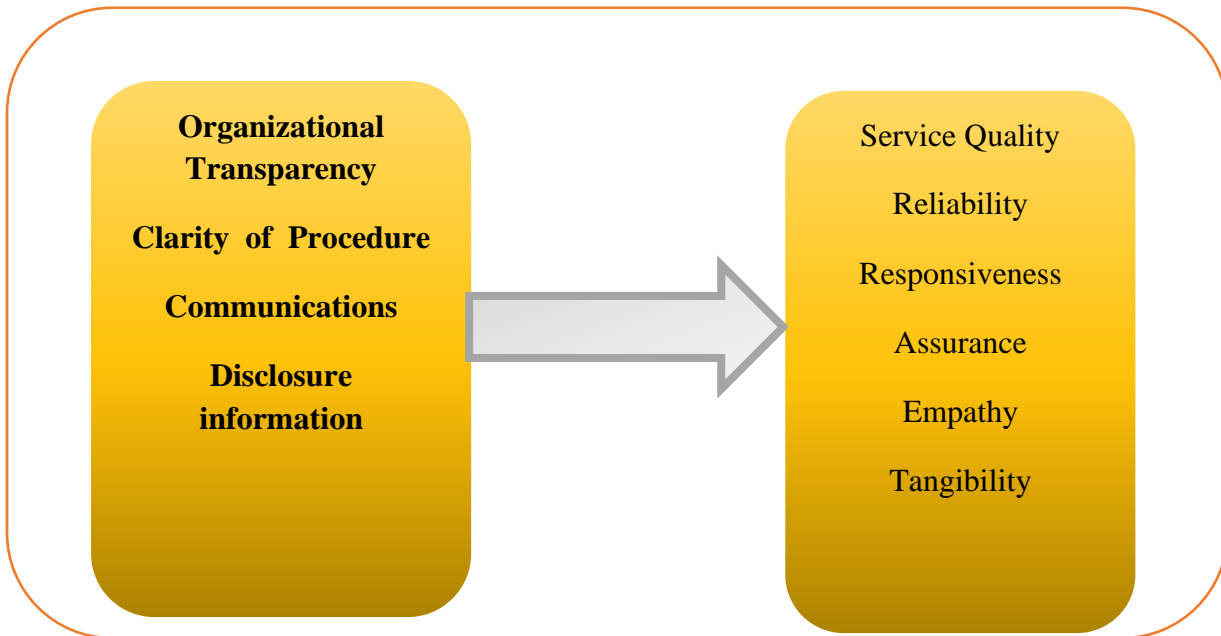 Organizational
Transparency
Clarity of Procedure
Communications
Disclosure
information
Service Quality
Reliability
Responsiveness
Assurance
Empathy
Tangibility